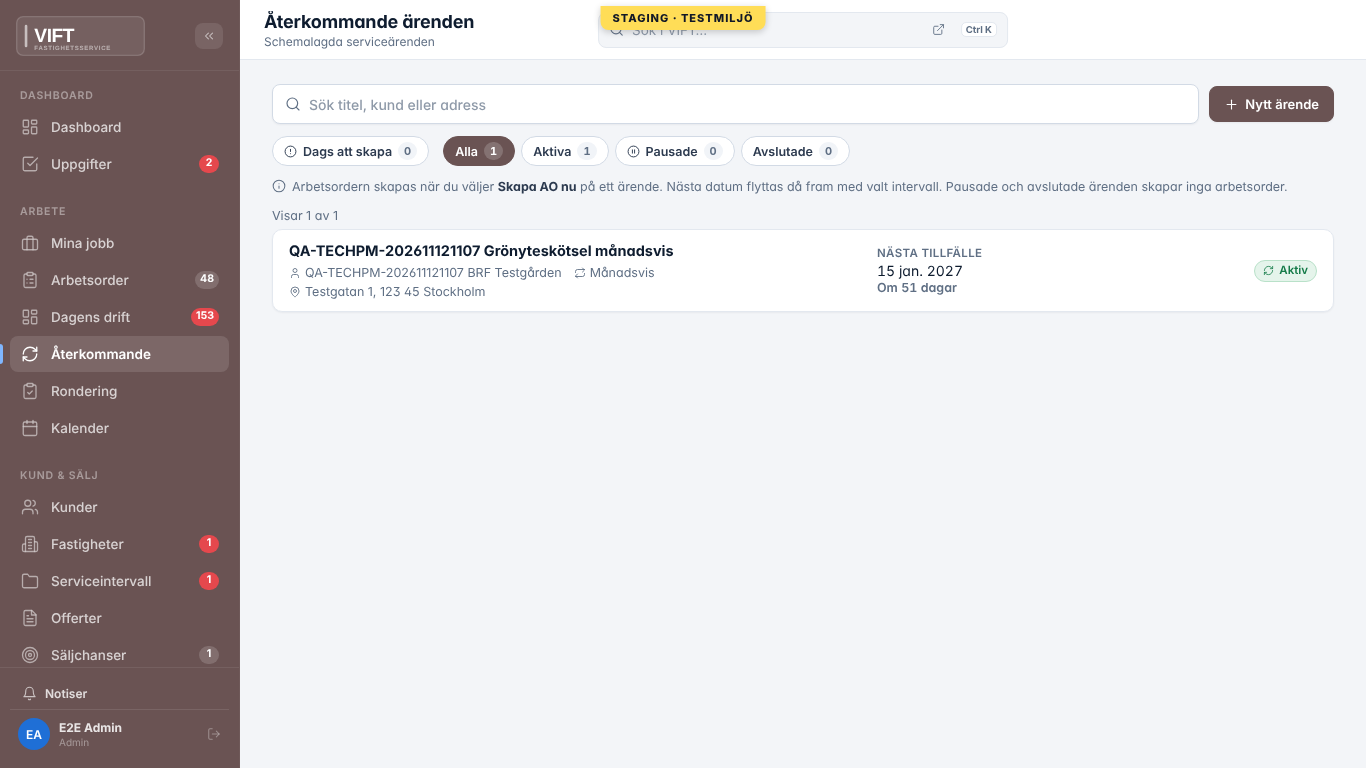 VIFT
FASTIGHETSSERVICE
DASHBOARD
Dashboard
Uppgifter 2
ARBETE
Mina jobb
Arbetsorder 48
Dagens drift 153
Återkommande
Rondering
Kalender
KUND & SÄLJ
Kunder
Fastigheter 1
Serviceintervall 1
Offerter
Säljchanser 1
Notiser
EA
E2E Admin
Admin
Återkommande ärenden
Schemalagda serviceärenden
STAGING · TESTMILJÖ
Sök i VIFT...
Ctrl K
Sök titel, kund eller adress
Nytt ärende
Dags att skapa 0
Alla 1
Aktiva 1
Pausade 0
Avslutade 0
Arbetsordern skapas när du väljer Skapa AO nu på ett ärende. Nästa datum flyttas då fram med valt intervall. Pausade och avslutade ärenden skapar inga arbetsorder.
Visar 1 av 1
QA-TECHPM-202611121107 Grönyteskötsel månadsvis
QA-TECHPM-202611121107 BRF Testgården Månadsvis
Testgatan 1, 123 45 Stockholm
NÄSTA TILLFÄLLE
15 jan. 2027
Om 51 dagar
Aktiv